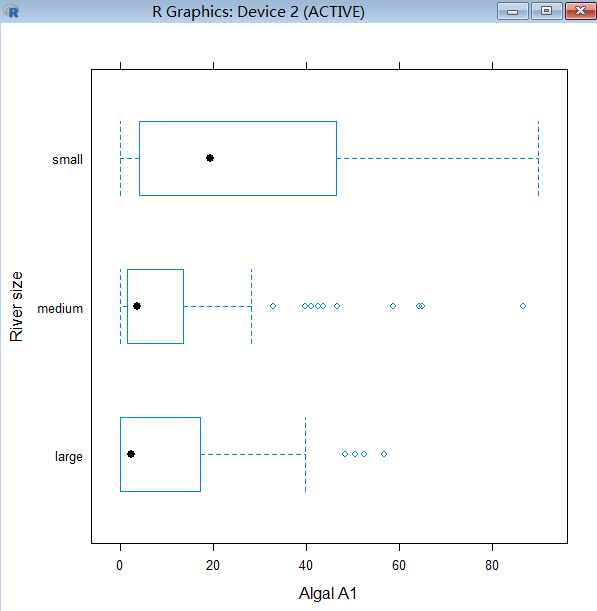 R Graphics: Device 2 (ACTIVE)
small
medium
large
River size
0 20 40 60 80
Algal A1